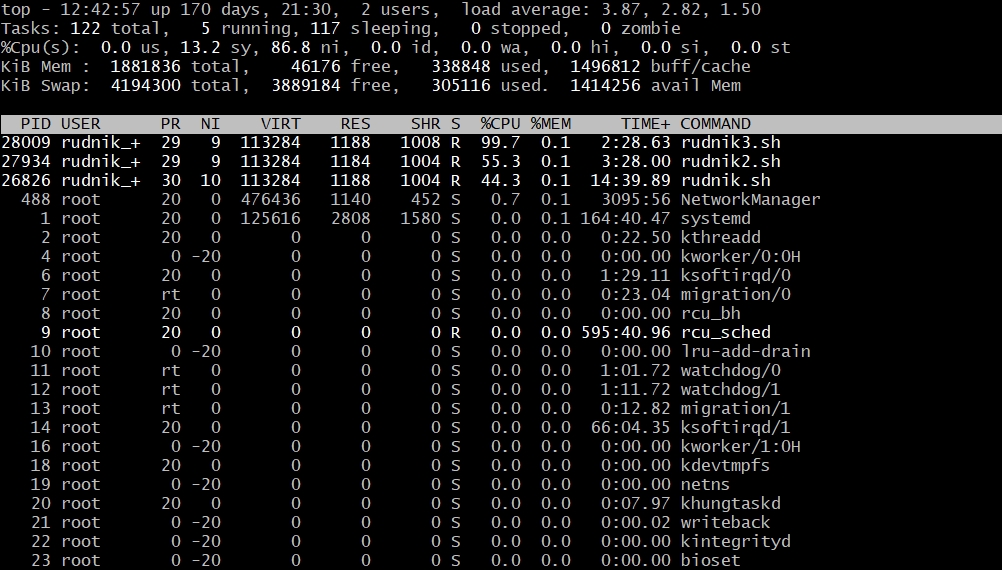 top - 12:42:57 up 170 days, 21:30,  2 users,  load average: 3.87, 2.82, 1.50
Tasks: 122 total,   5 running, 117 sleeping,   0 stopped,   0 zombie
%Cpu(s):  0.0 us, 13.2 sy, 86.8 ni,  0.0 id,  0.0 wa,  0.0 hi,  0.0 si,  0.0 st
KiB Mem :  1881836 total,    46176 free,   338848 used,  1496812 buff/cache
KiB Swap:  4194300 total,  3889184 free,   305116 used.  1414256 avail Mem
PID USER      PR  NI    VIRT    RES    SHR S  %CPU %MEM     TIME+ COMMAND
28009 rudnik_+  29   9  113284   1188   1008 R  99.7  0.1   2:28.63 rudnik3.sh
27934 rudnik_+  29   9  113284   1184   1004 R  55.3  0.1   3:28.00 rudnik2.sh
26826 rudnik_+  30  10  113284   1188   1004 R  44.3  0.1  14:39.89 rudnik.sh
488 root      20   0  476436   1140    452 S   0.7  0.1   3095:56 NetworkManager
1 root      20   0  125616   2808   1580 S   0.0  0.1 164:40.47 systemd
2 root      20   0       0      0      0 S   0.0  0.0   0:22.50 kthreadd
4 root       0 -20       0      0      0 S   0.0  0.0   0:00.00 kworker/0:0H
6 root      20   0       0      0      0 S   0.0  0.0   1:29.11 ksoftirqd/0
7 root      rt   0       0      0      0 S   0.0  0.0   0:23.04 migration/0
8 root      20   0       0      0      0 S   0.0  0.0   0:00.00 rcu_bh
9 root      20   0       0      0      0 R   0.0  0.0 595:40.96 rcu_sched
10 root       0 -20       0      0      0 S   0.0  0.0   0:00.00 lru-add-drain
11 root      rt   0       0      0      0 S   0.0  0.0   1:01.72 watchdog/0
12 root      rt   0       0      0      0 S   0.0  0.0   1:11.72 watchdog/1
13 root      rt   0       0      0      0 S   0.0  0.0   0:12.82 migration/1
14 root      20   0       0      0      0 S   0.0  0.0  66:04.35 ksoftirqd/1
16 root       0 -20       0      0      0 S   0.0  0.0   0:00.00 kworker/1:0H
18 root      20   0       0      0      0 S   0.0  0.0   0:00.00 kdevtmpfs
19 root       0 -20       0      0      0 S   0.0  0.0   0:00.00 netns
20 root      20   0       0      0      0 S   0.0  0.0   0:07.97 khungtaskd
21 root       0 -20       0      0      0 S   0.0  0.0   0:00.02 writeback
22 root       0 -20       0      0      0 S   0.0  0.0   0:00.00 kintegrityd
23 root       0 -20       0      0      0 S   0.0  0.0   0:00.00 bioset